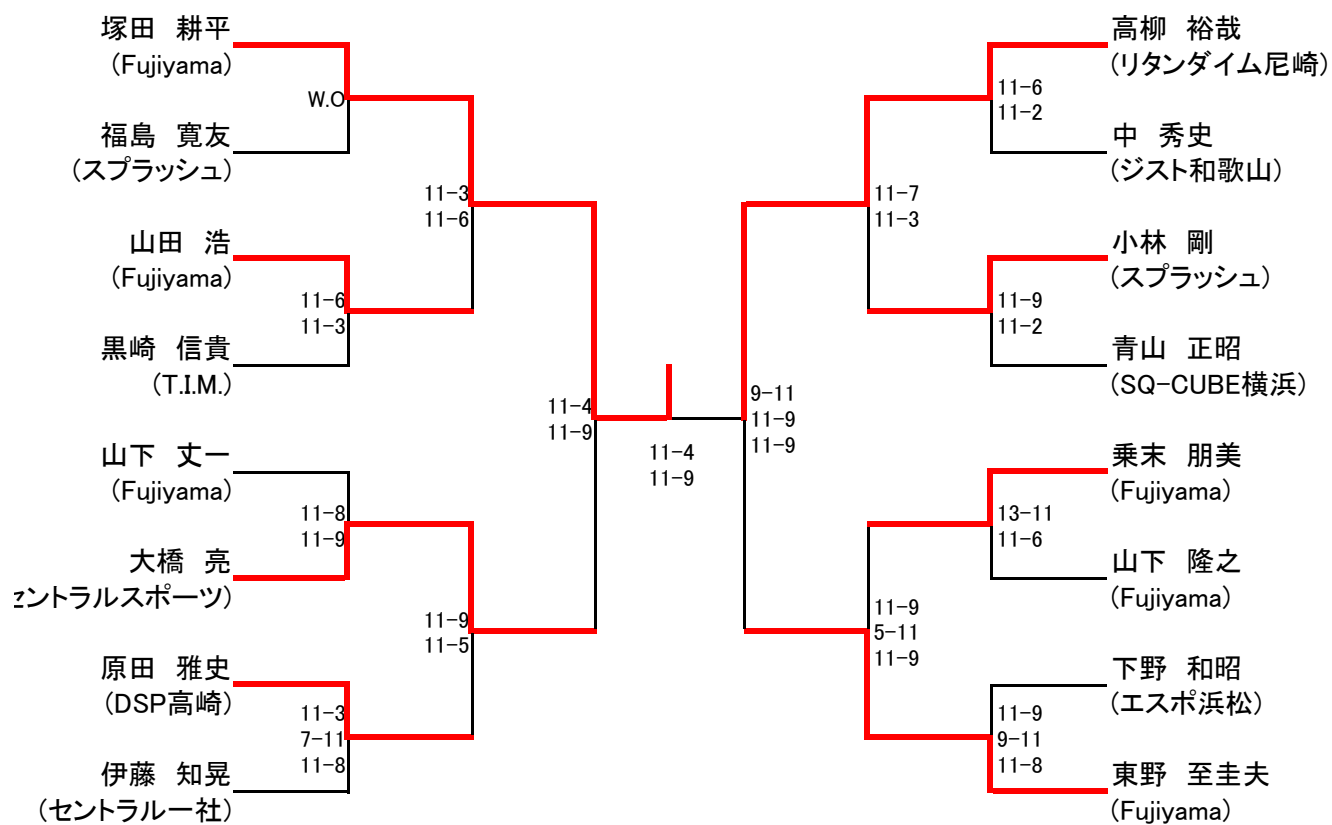 塚田 耕平
(Fujiyama)
W.O
福島 寛友
(スプラッシュ)
11-3
11-6
山田 浩
(Fujiyama)
11-6
11-3
黒崎 信貴
(T.I.M.)
11-4
11-9
山下 丈一
(Fujiyama)
11-8
11-9
大橋 亮
セントラルスポーツ)
11-9
11-5
原田 雅史
(DSP高崎)
11-3
7-11
11-8
伊藤 知晃
(セントラル一社)
11-4
11-9
高柳 裕哉
(リタンダイム尼崎)
11-6
11-2
中 秀史
(ジスト和歌山)
11-7
11-3
小林 剛
(スプラッシュ)
11-9
11-2
青山 正昭
(SQ-CUBE横浜)
9-11
11-9
11-9
乗末 朋美
(Fujiyama)
13-11
11-6
山下 隆之
(Fujiyama)
11-9
5-11
11-9
下野 和昭
(エスポ浜松)
11-9
9-11
11-8
東野 至圭夫
(Fujiyama)